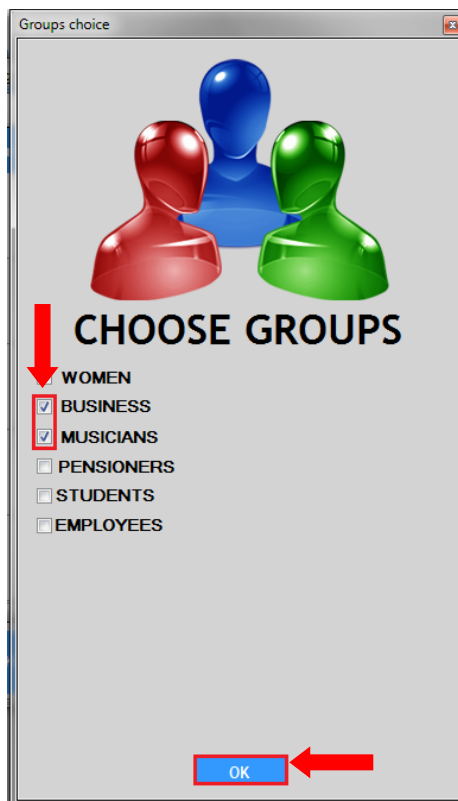 Groups choice
CHOOSE GROUPS
WOMEN
BUSINESS
MUSICIANS
PENSIONERS
STUDENTS
EMPLOYEES
OK